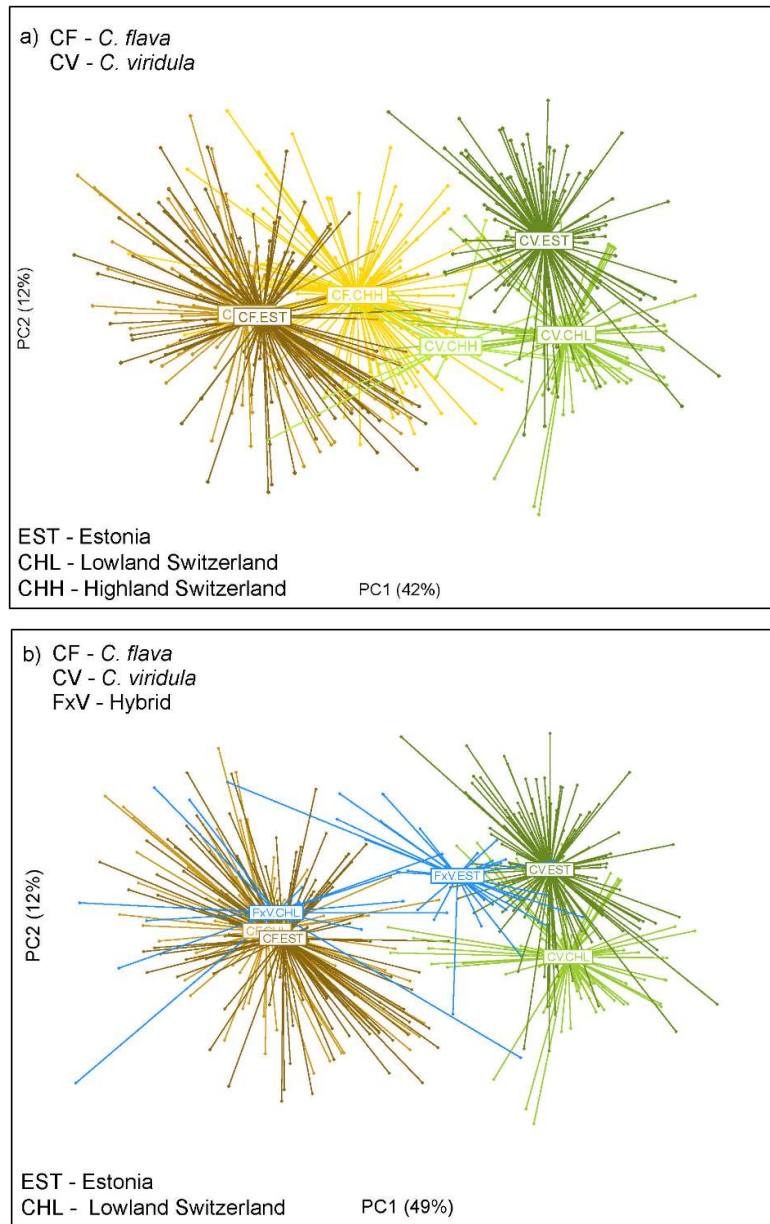 a) CF - C. flava
CV - C. viridula
CV.EST
CF.CHH
PC2 (12%)
C
CF.EST
CV.CHL
CV.CHH
EST - Estonia
CHL - Lowland Switzerland
CHH - Highland Switzerland
PC1 (42%)
b) CF - C. flava
CV - C. viridula
FxV - Hybrid
CV.EST
FxV.EST
FxV.CHL
PC2 (12%)
CF.EST
CV.CHL
EST - Estonia
CHL - Lowland Switzerland
PC1 (49%)